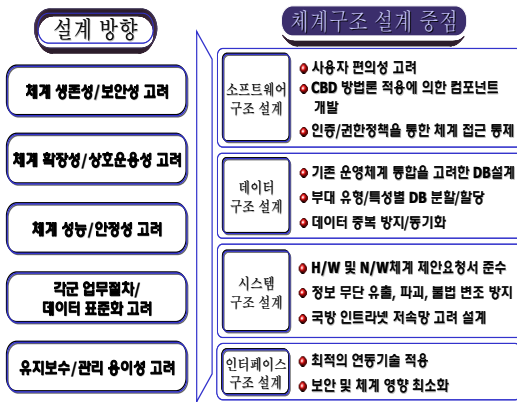 설계 방향
체계 생존성/보안성 고려
체계 확장성/상호운용성 고려
체계 성능/안정성 고려
각군 업무절차/
데이터 표준화 고려
유지보수/관리 용이성 고려
체계구조 설계 중점
소프트웨어
구조 설계
사용자 편의성 고려
CBD 방법론 적용에 의한 컴포넌트
개발
인증/권한정책을 통한 체계 접근 통제
데이터
구조 설계
기존 운영체계 통합을 고려한 DB설계
부대 유형/특성별 DB 분할/할당
데이터 중복 방지/동기화
시스템
구조 설계
H/W 및 N/W체계 제안요청서 준수
정보 무단 유출, 파괴, 불법 변조 방지
국방 인트라넷 저속망 고려 설계
인터페이스
구조 설계
최적의 연동기술 적용
보안 및 체계 영향 최소화